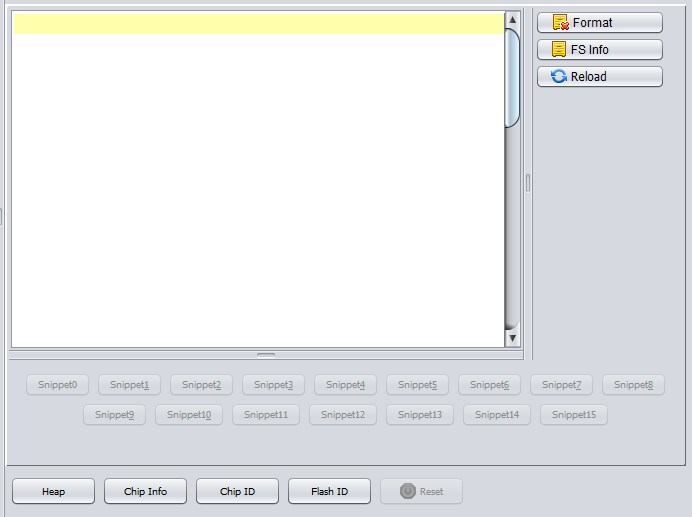 Format
FS Info
Reload
Snippet0 Snippet1 Snippet2 Snippet3 Snippet4 Snippet5 Snippet6 Snippet7 Snippet8
Snippet9 Snippet10 Snippet11 Snippet12 Snippet13 Snippet14 Snippet15
Heap Chip Info Chip ID Flash ID Reset